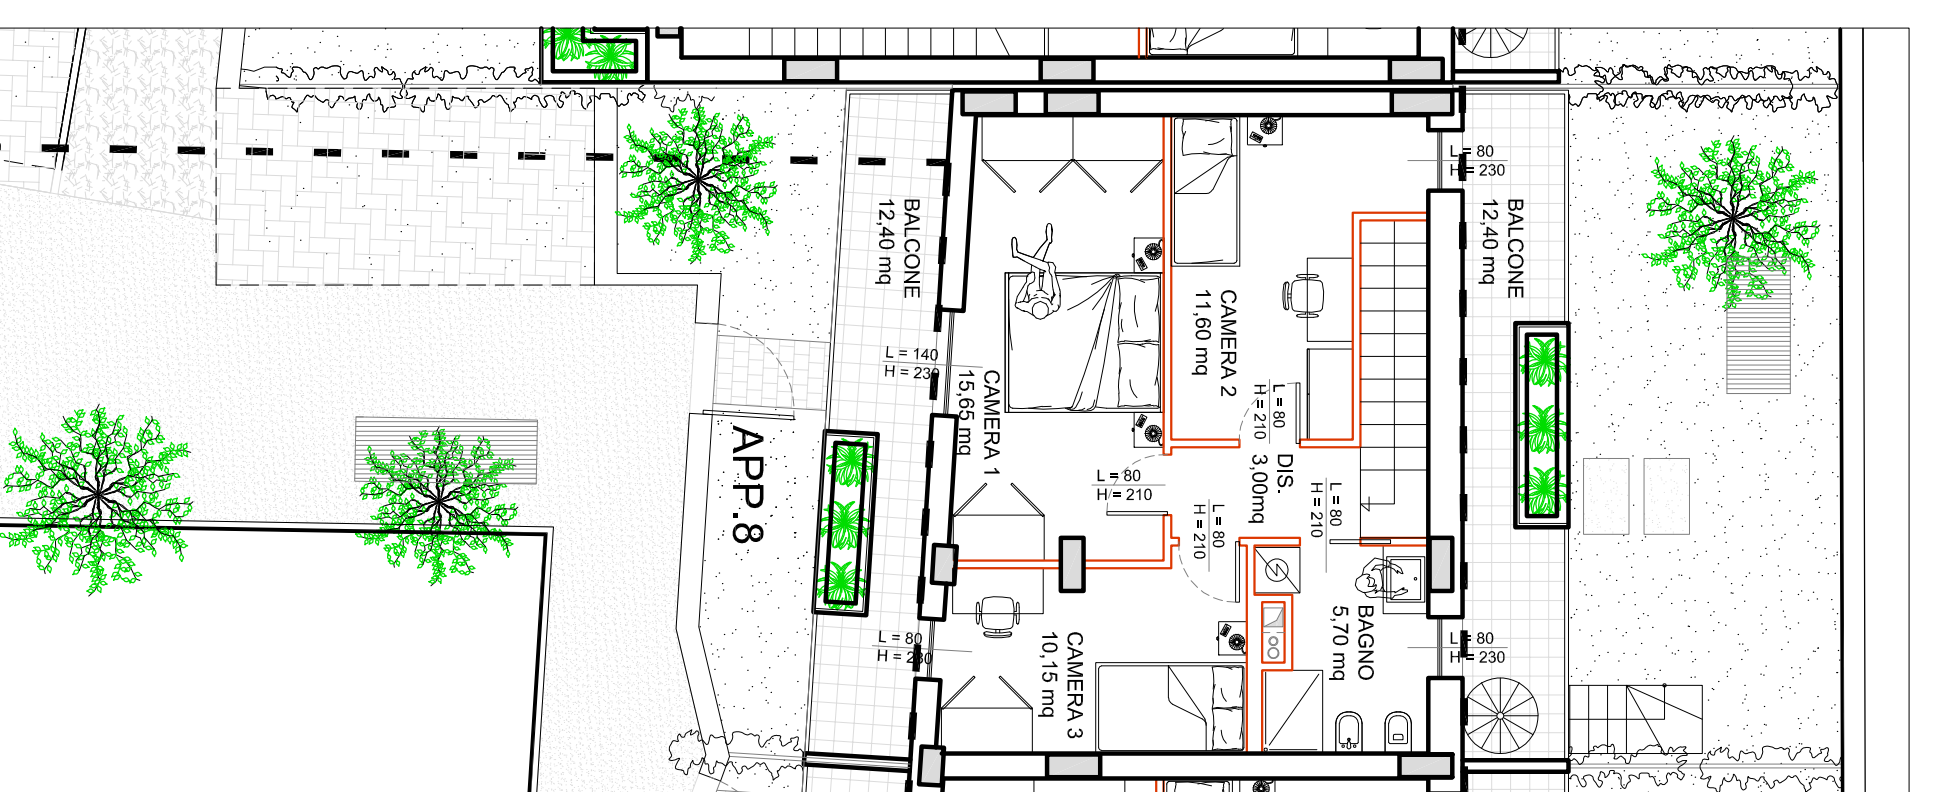 BALCONE
12,40 mq
L = 140
H = 230
CAMERA 1
15,65 mq
APP.8
L = 80
H = 230
CAMERA 2
11,60 mq
L = 80
H = 210
DIS.
3,00mq
L = 80
H = 210
L = 80
H = 210
L = 80
H = 210
CAMERA 3
10,15 mq
BAGNO
5,70 mq
L = 80
H = 230
BALCONE
12,40 mq
L = 80
H = 230